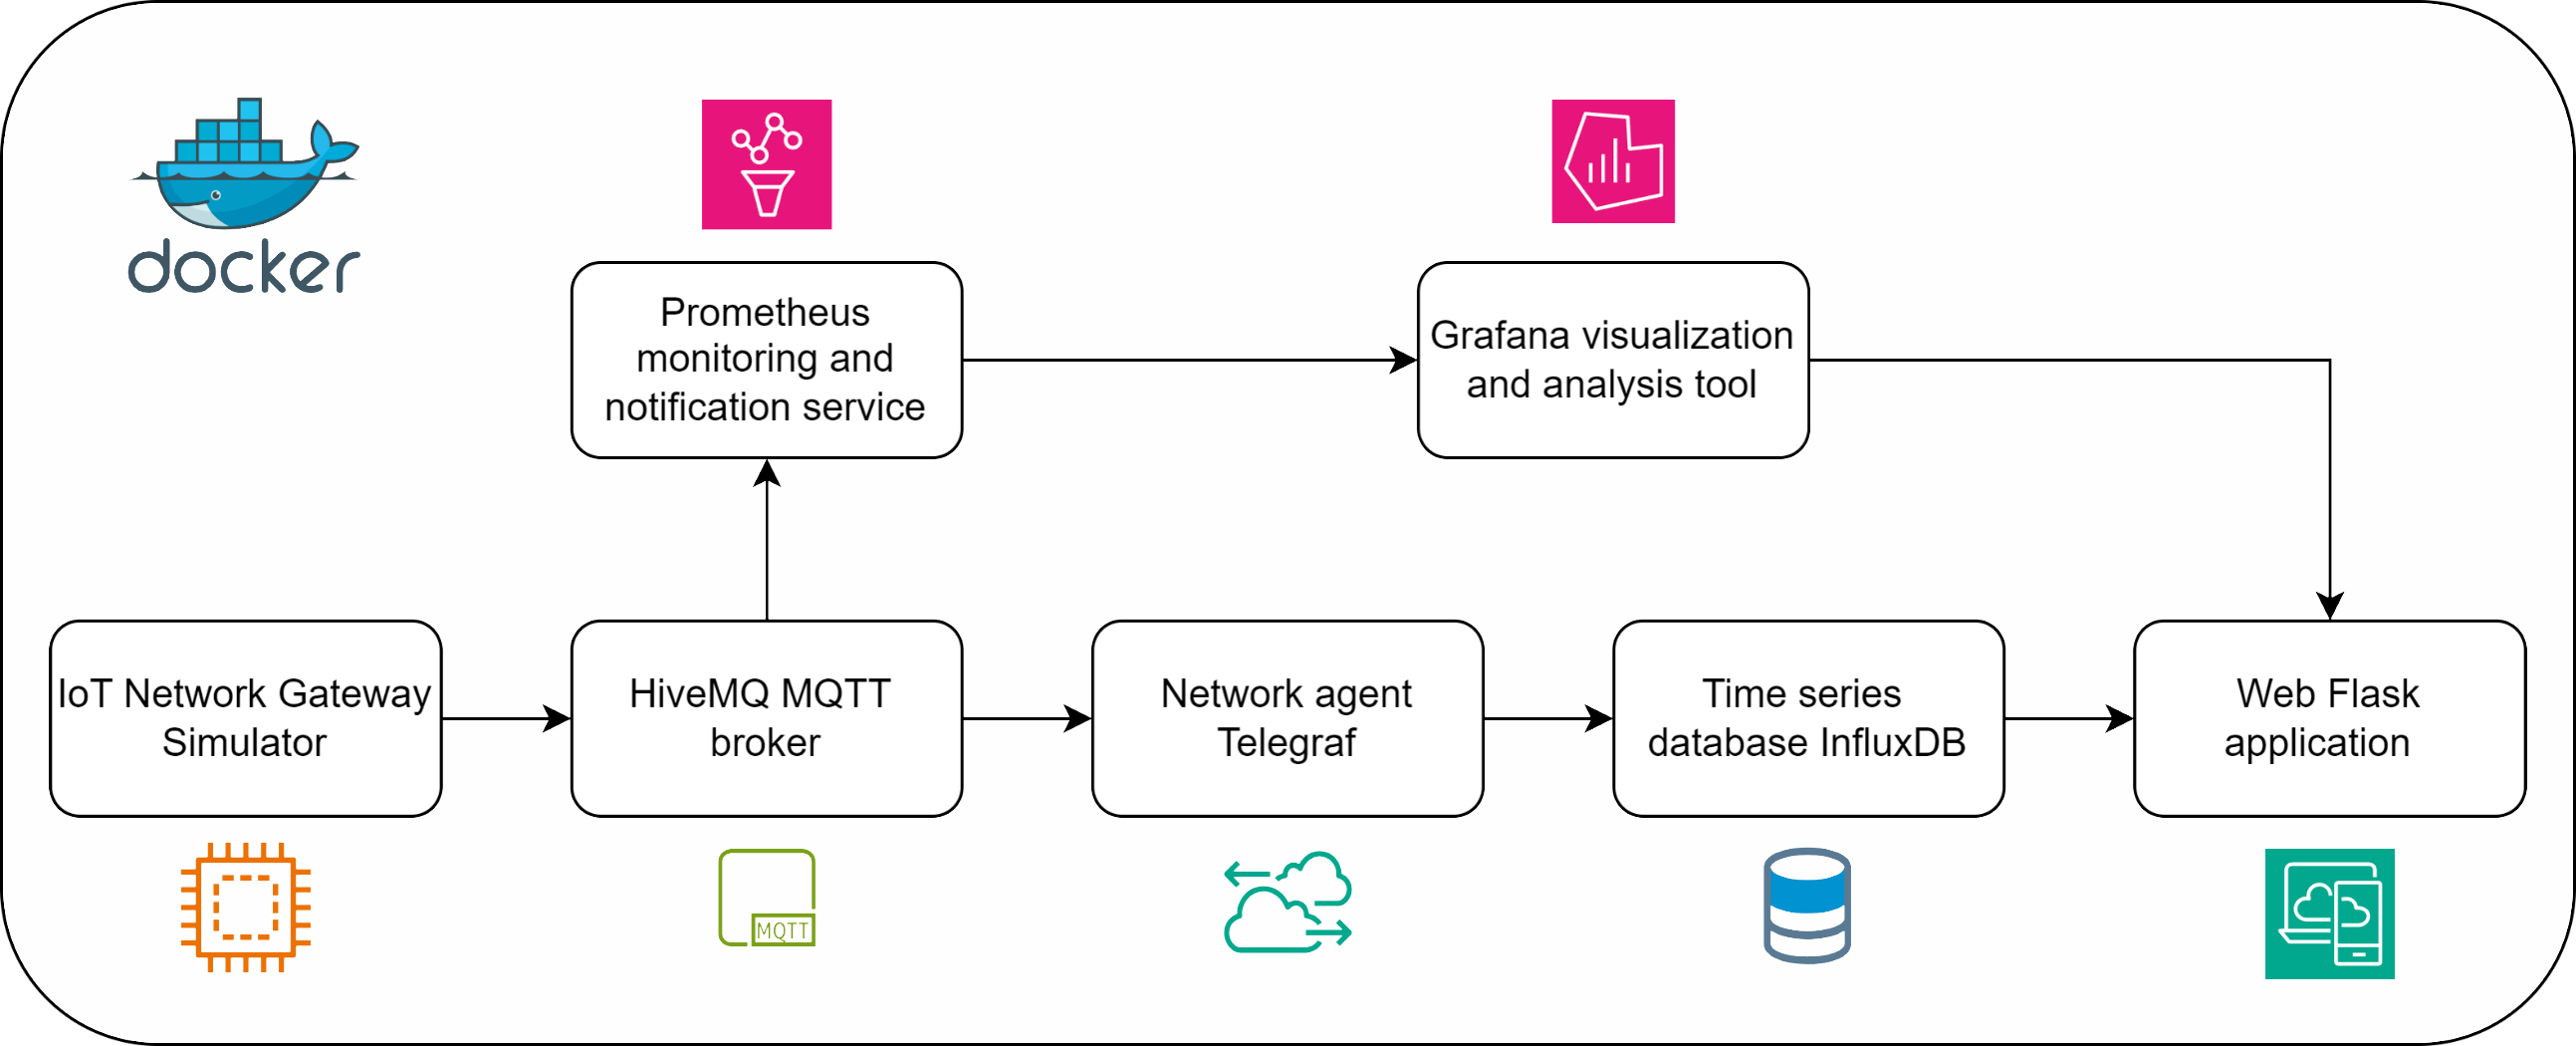 docker
Prometheus
monitoring and
notification service
Grafana visualization
and analysis tool
IoT Network Gateway
Simulator
HiveMQ MQTT
broker
Network agent
Telegraf
Time series
database InfluxDB
Web Flask
application
MQTT